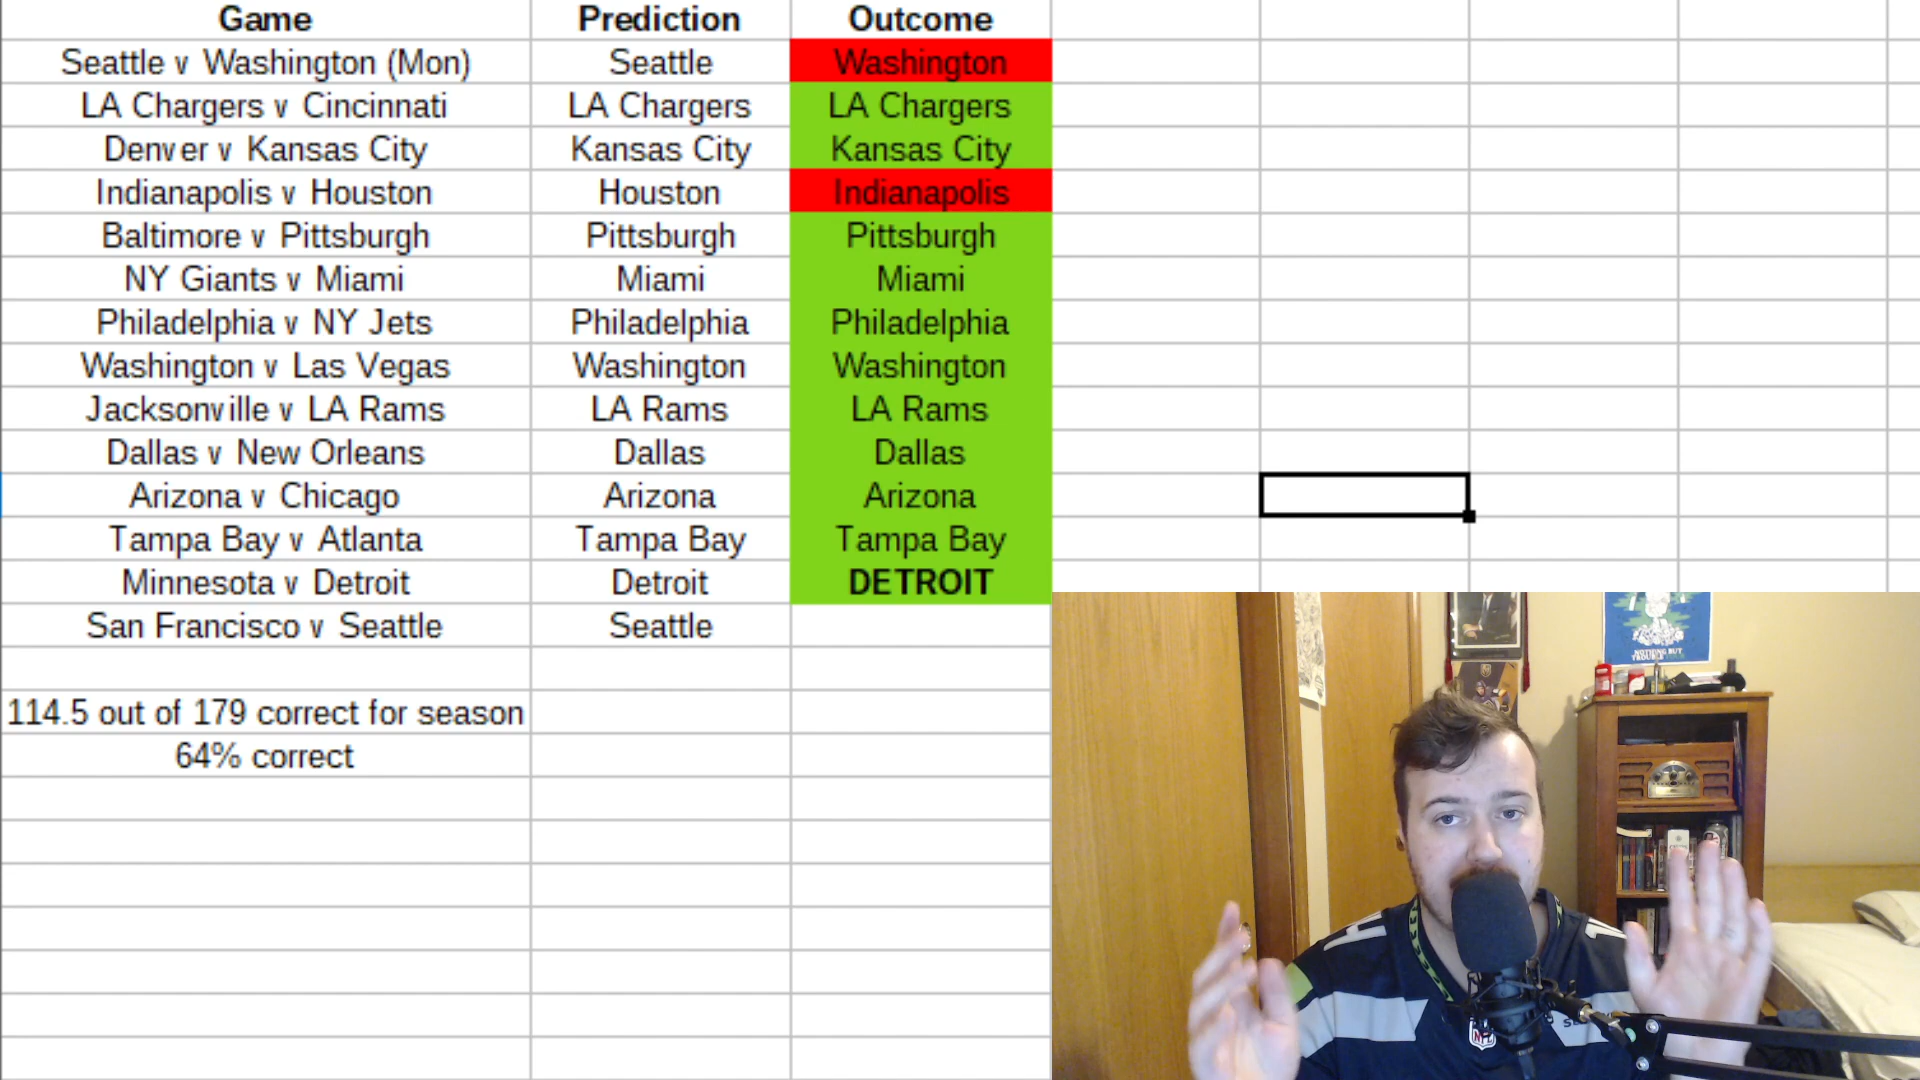 Game Prediction Outcome
Seattle v Washington (Mon) Seattle Washington
LA Chargers v Cincinnati LA Chargers LA Chargers
Denver v Kansas City Kansas City Kansas City
Indianapolis v Houston Houston Indianapolis
Baltimore v Pittsburgh Pittsburgh Pittsburgh
NY Giants v Miami Miami Miami
Philadelphia v NY Jets Philadelphia Philadelphia
Washington v Las Vegas Washington Washington
Jacksonville v LA Rams LA Rams LA Rams
Dallas v New Orleans Dallas Dallas
Arizona v Chicago Arizona Arizona
Tampa Bay v Atlanta Tampa Bay Tampa Bay
Minnesota v Detroit Detroit DETROIT
San Francisco v Seattle Seattle
114.5 out of 179 correct for season
64% correct
NOTHING BUT
TROUBLE
NFL